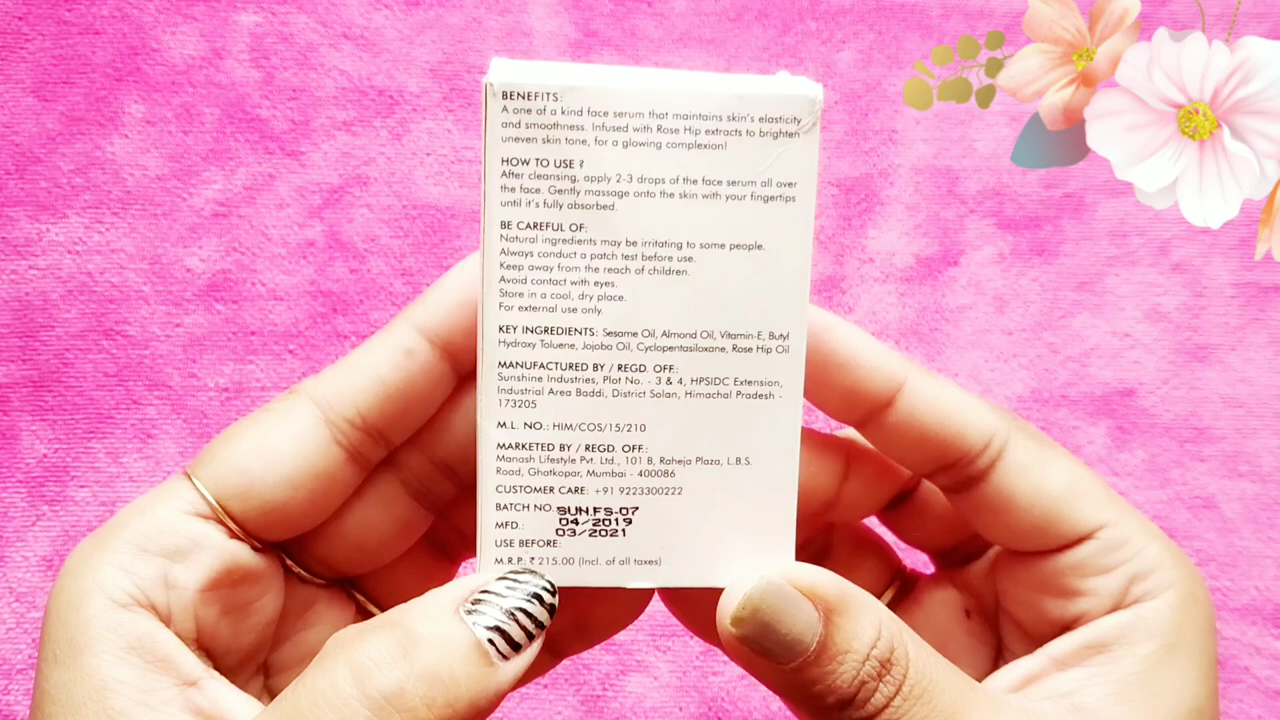 BENEFITS:
A one of a kind face serum that maintains skin's elasticity
and smoothness. Infused with Rose Hip extracts to brighten
uneven skin tone, for a glowing complexion!
HOW TO USE ?
After cleansing, apply 2-3 drops of the face serum all over
the face. Gently massage onto the skin with your fingertips
until it's fully absorbed.
BE CAREFUL OF:
Natural ingredients may be irritating to some people.
Always conduct a patch test before use.
Keep away from the reach of children.
Avoid contact with eyes.
Store in a cool, dry place.
For external use only.
KEY INGREDIENTS: Sesame Oil, Almond Oil, Vitamin-E, Butyl
Hydroxy Toluene, Jojoba Oil, Cyclopentasiloxane, Rose Hip Oil
MANUFACTURED BY / REGD. OFF.:
Sunshine Industries, Plot No. - 3 & 4, HPSIDC Extension,
Industrial Area Baddi, District Solan, Himachal Pradesh -
173205
M.L. NO.: HIM/COS/15/210
MARKETED BY / REGD. OFF.:
Manash Lifestyle Pvt. Ltd., 101 B, Raheja Plaza, L.B.S.
Road, Ghatkopar, Mumbai - 400086
CUSTOMER CARE: +91 9223300222
BATCH NO.: SUN.FS-07
MFD.: 04/2019
03/2021
USE BEFORE:
M.R.P.: ₹ 215.00 (Incl. of all taxes)